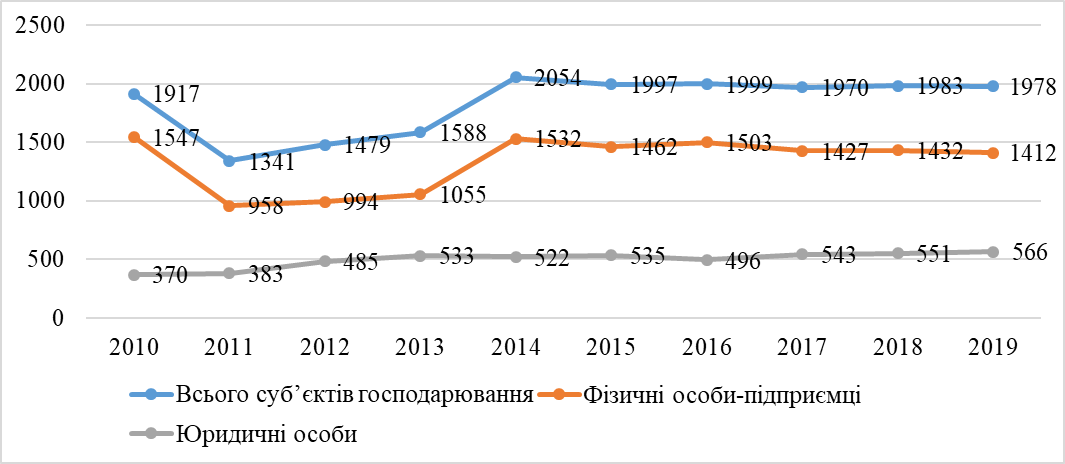 2500
2000
1500
1000
500
0
1917 1341 1479 1588 2054 1997 1999 1970 1983 1978
1547 958 994 1055 1532 1462 1503 1427 1432 1412
370 383 485 533 522 535 496 543 551 566
2010 2011 2012 2013 2014 2015 2016 2017 2018 2019
Всього суб’єктів господарювання Фізичні особи-підприємці
Юридичні особи